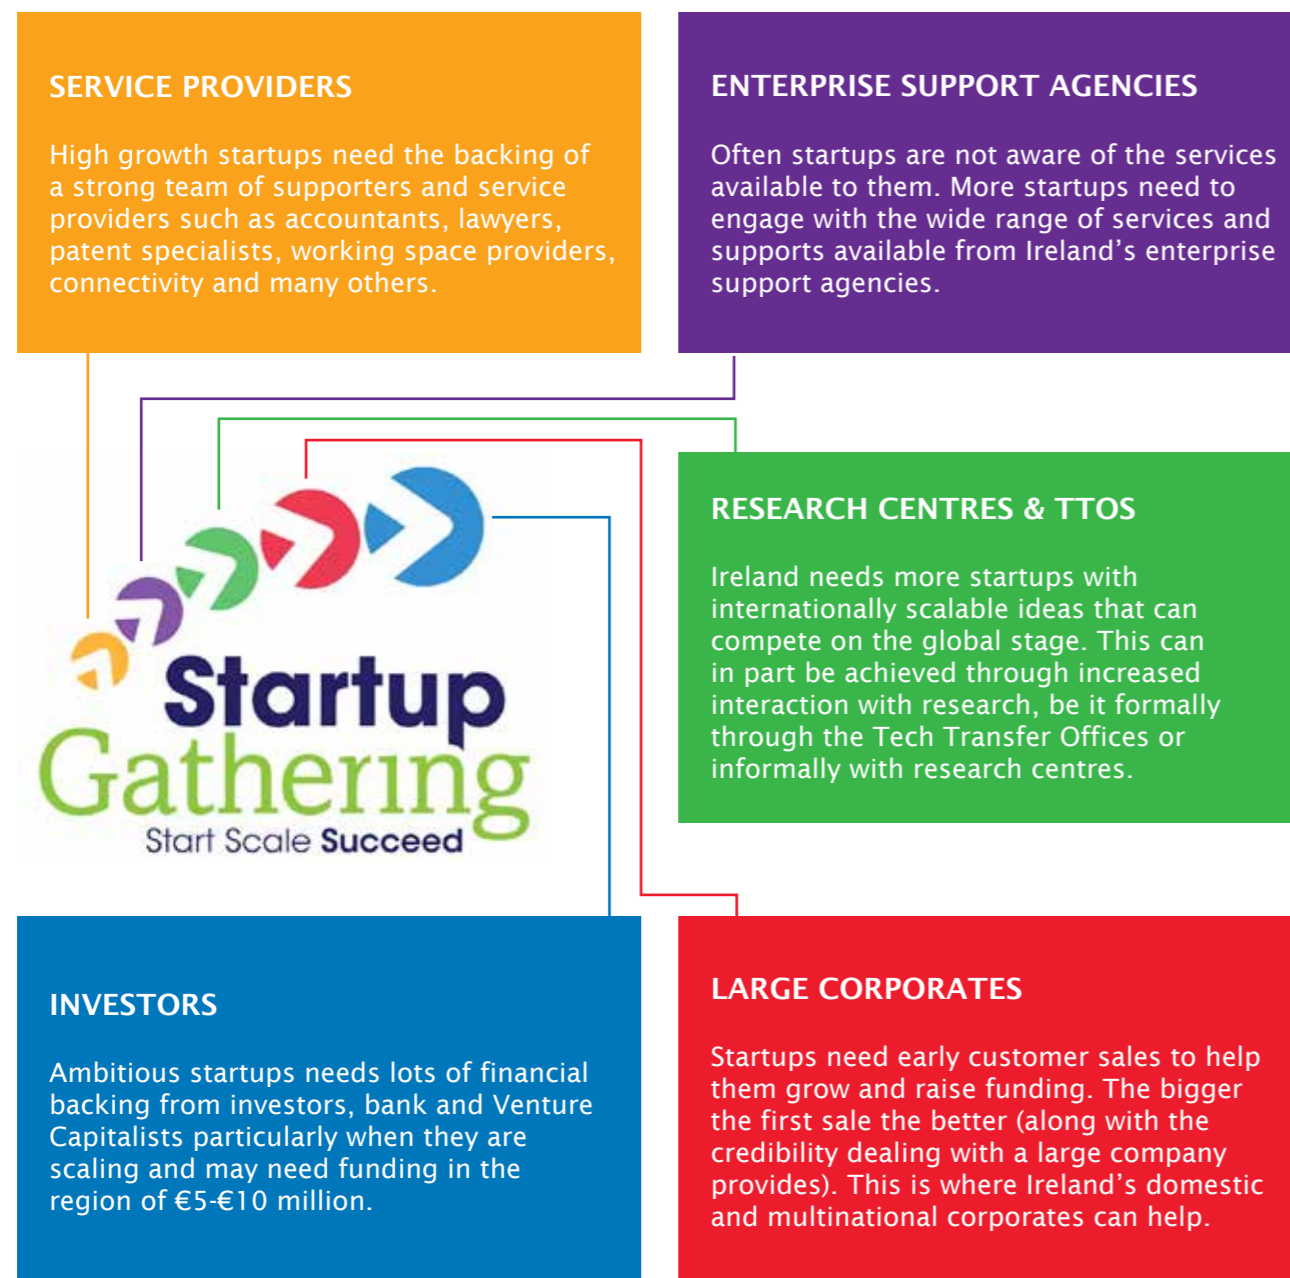 SERVICE PROVIDERS
High growth startups need the backing of
a strong team of supporters and service
providers such as accountants, lawyers,
patent specialists, working space providers,
connectivity and many others.
ENTERPRISE SUPPORT AGENCIES
Often startups are not aware of the services
available to them. More startups need to
engage with the wide range of services and
supports available from Ireland’s enterprise
support agencies.
Startup
Gathering
Start Scale Succeed
RESEARCH CENTRES & TTOS
Ireland needs more startups with
internationally scalable ideas that can
compete on the global stage. This can
in part be achieved through increased
interaction with research, be it formally
through the Tech Transfer Offices or
informally with research centres.
INVESTORS
Ambitious startups needs lots of financial
backing from investors, bank and Venture
Capitalists particularly when they are
scaling and may need funding in the
region of €5-€10 million.
LARGE CORPORATES
Startups need early customer sales to help
them grow and raise funding. The bigger
the first sale the better (along with the
credibility dealing with a large company
provides). This is where Ireland’s domestic
and multinational corporates can help.